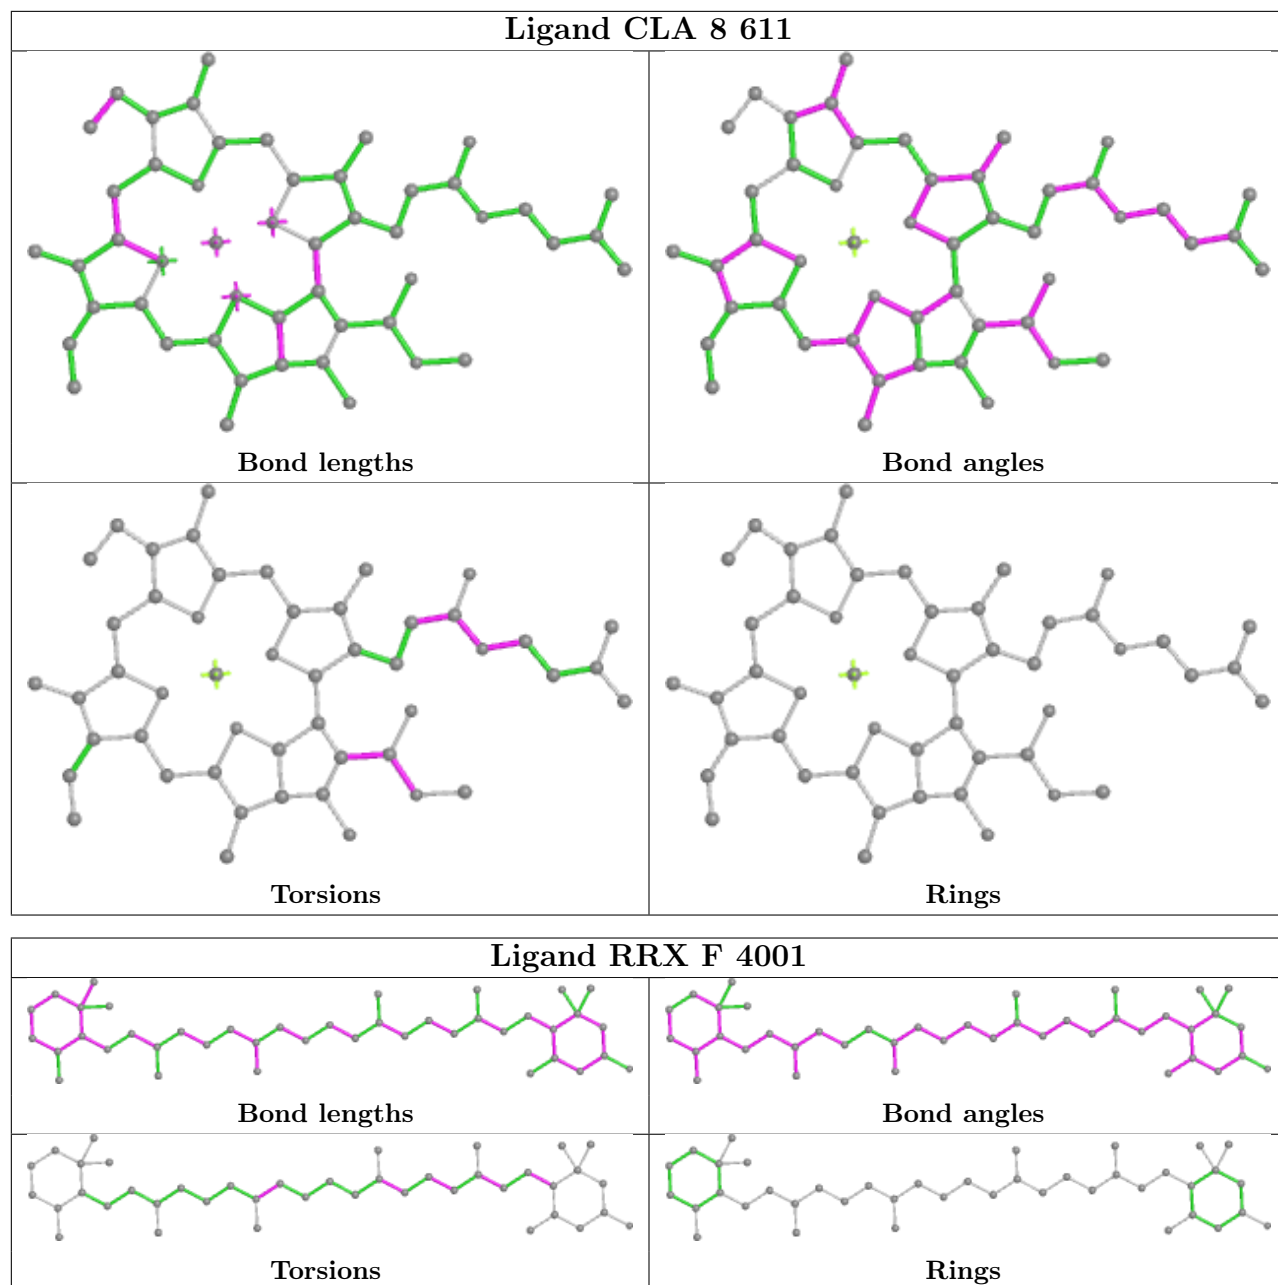 Ligand CLA 8 611
Bond lengths
Bond angles
Torsions
Rings
Ligand RRX F 4001
Bond lengths
Bond angles
Torsions
Rings